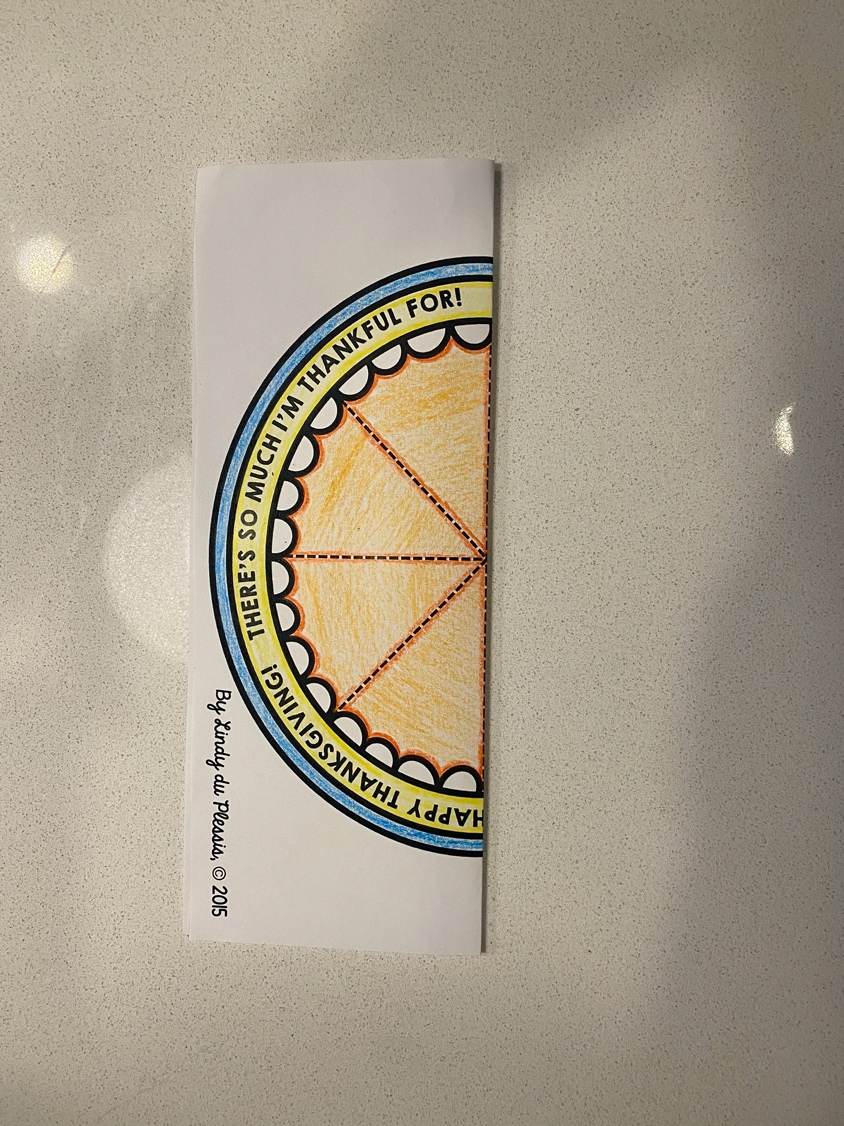 THERE'S SO MUCH I'M THANKFUL FOR!
HAPPY THANKSGIVING!
By Lindy du Plessis, © 2015